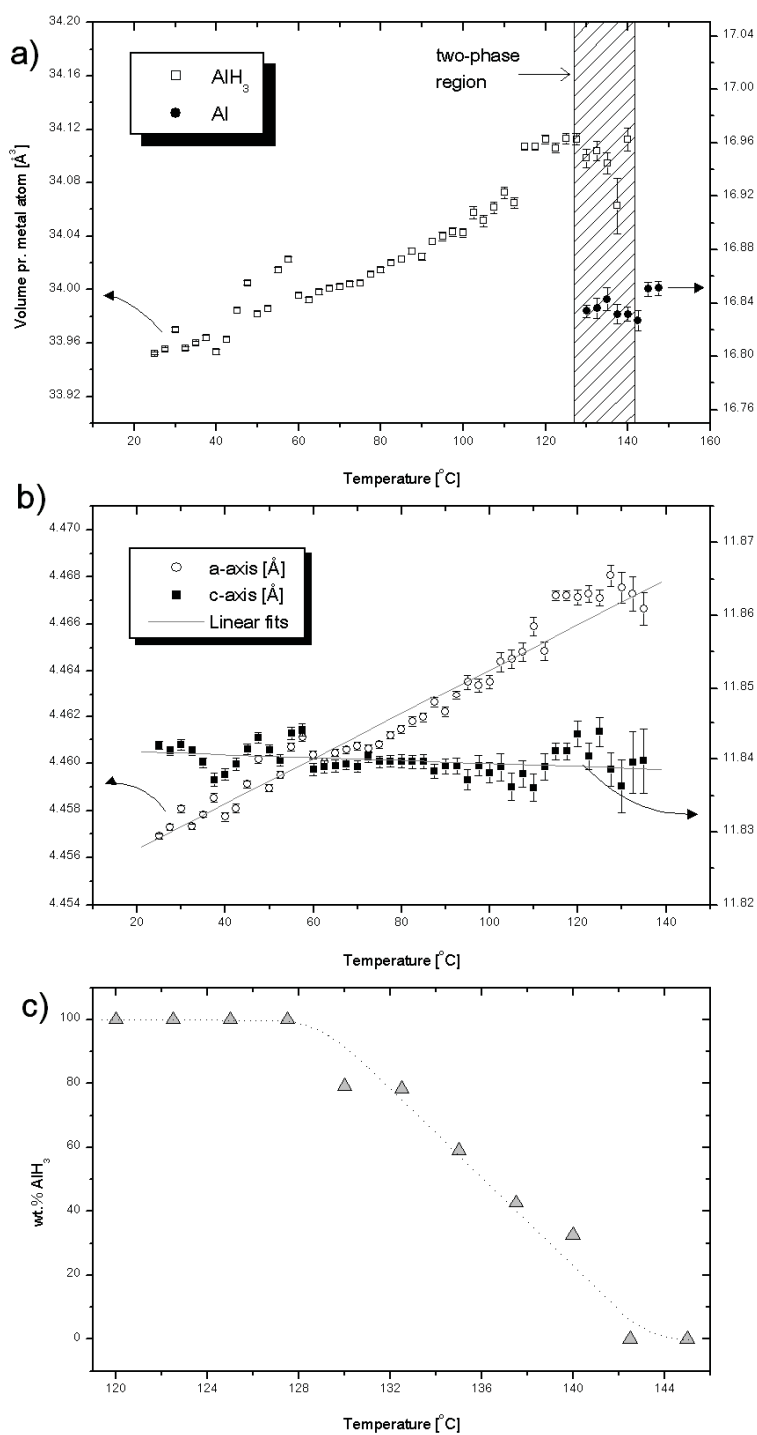 a)
AlH3
Al
two-phase
region
Volume pr. metal atom [Å3]
34.20
34.16
34.12
34.08
34.04
34.00
33.96
33.92
17.04
17.00
16.96
16.92
16.88
16.84
16.80
16.76
20 40 60 80 100 120 140 160
Temperature [°C]
b)
a-axis [Å]
c-axis [Å]
Linear fits
4.470
4.468
4.466
4.464
4.462
4.460
4.458
4.456
4.454
11.87
11.86
11.85
11.84
11.83
11.82
20 40 60 80 100 120 140
Temperature [°C]
c)
wt.% AlH3
100
80
60
40
20
0
120 124 128 132 136 140 144
Temperature [°C]